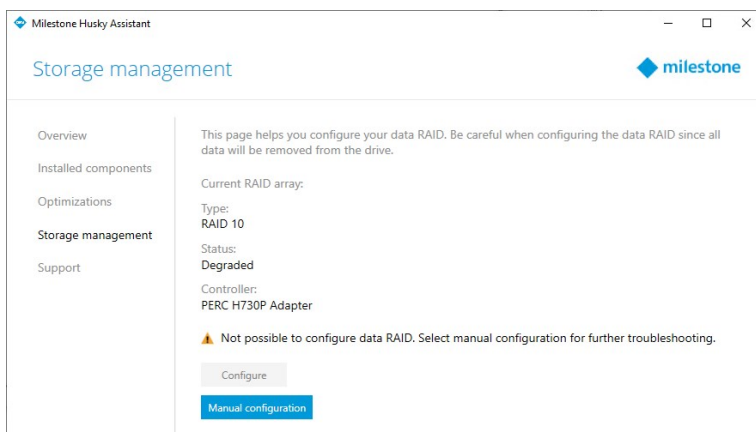 Milestone Husky Assistant
Storage management
milestone
Overview
Installed components
Optimizations
Storage management
Support
This page helps you configure your data RAID. Be careful when configuring the data RAID since all
data will be removed from the drive.
Current RAID array:
Type:
RAID 10
Status:
Degraded
Controller:
PERC H730P Adapter
Not possible to configure data RAID. Select manual configuration for further troubleshooting.
Configure
Manual configuration